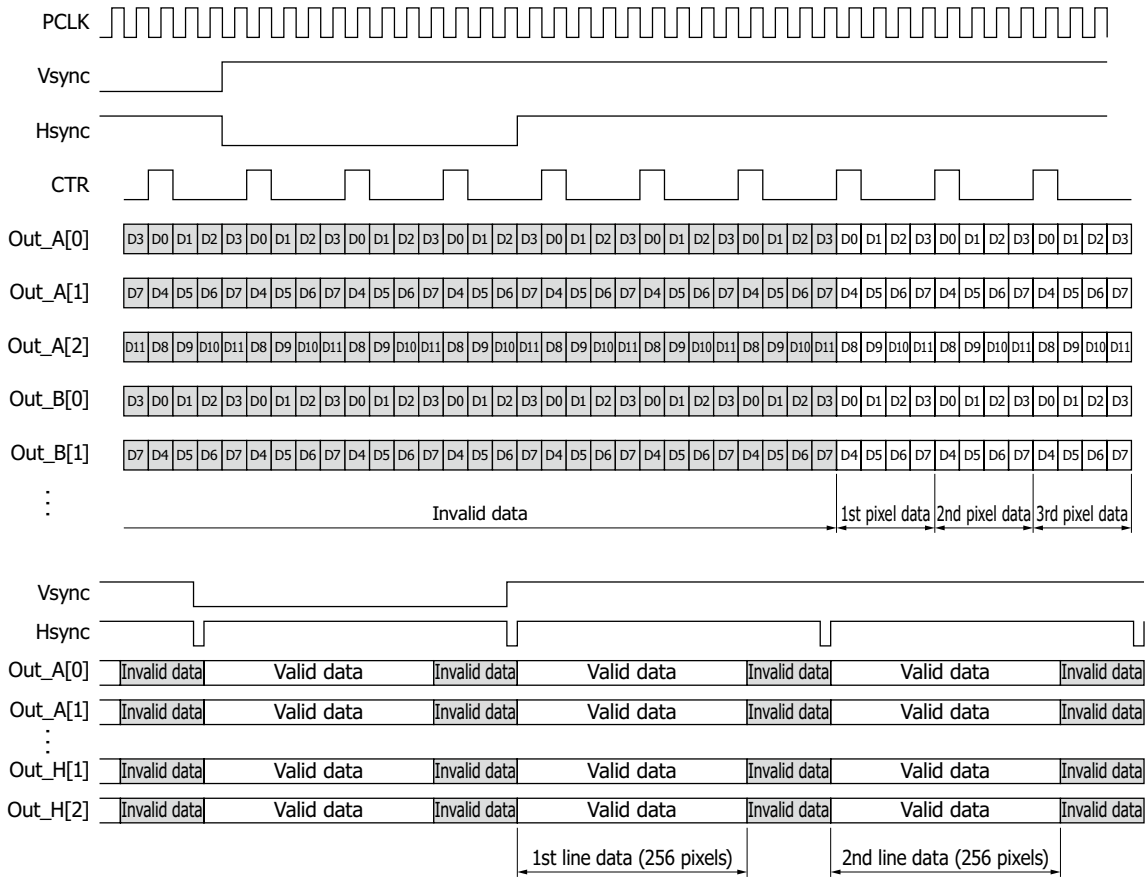 PCLK
Vsync
Hsync
CTR
Out_A[0] D3 D0 D1 D2 D3 D0 D1 D2 D3 D0 D1 D2 D3 D0 D1 D2 D3 D0 D1 D2 D3 D0 D1 D2 D3 D0 D1 D2 D3 D0 D1 D2 D3 D0 D1 D2 D3 D0 D1 D2 D3
Out_A[1] D7 D4 D5 D6 D7 D4 D5 D6 D7 D4 D5 D6 D7 D4 D5 D6 D7 D4 D5 D6 D7 D4 D5 D6 D7 D4 D5 D6 D7 D4 D5 D6 D7 D4 D5 D6 D7 D4 D5 D6 D7
Out_A[2] D11 D8 D9 D10 D11 D8 D9 D10 D11 D8 D9 D10 D11 D8 D9 D10 D11 D8 D9 D10 D11 D8 D9 D10 D11 D8 D9 D10 D11 D8 D9 D10 D11 D8 D9 D10 D11 D8 D9 D10 D11
Out_B[0] D3 D0 D1 D2 D3 D0 D1 D2 D3 D0 D1 D2 D3 D0 D1 D2 D3 D0 D1 D2 D3 D0 D1 D2 D3 D0 D1 D2 D3 D0 D1 D2 D3 D0 D1 D2 D3 D0 D1 D2 D3
Out_B[1] D7 D4 D5 D6 D7 D4 D5 D6 D7 D4 D5 D6 D7 D4 D5 D6 D7 D4 D5 D6 D7 D4 D5 D6 D7 D4 D5 D6 D7 D4 D5 D6 D7 D4 D5 D6 D7 D4 D5 D6 D7
⋮ Invalid data 1st pixel data 2nd pixel data 3rd pixel data
Vsync
Hsync
Out_A[0] Invalid data Valid data Invalid data Valid data Invalid data Valid data Invalid data
Out_A[1] Invalid data Valid data Invalid data Valid data Invalid data Valid data Invalid data
⋮
Out_H[1] Invalid data Valid data Invalid data Valid data Invalid data Valid data Invalid data
Out_H[2] Invalid data Valid data Invalid data Valid data Invalid data Valid data Invalid data
1st line data (256 pixels) 2nd line data (256 pixels)